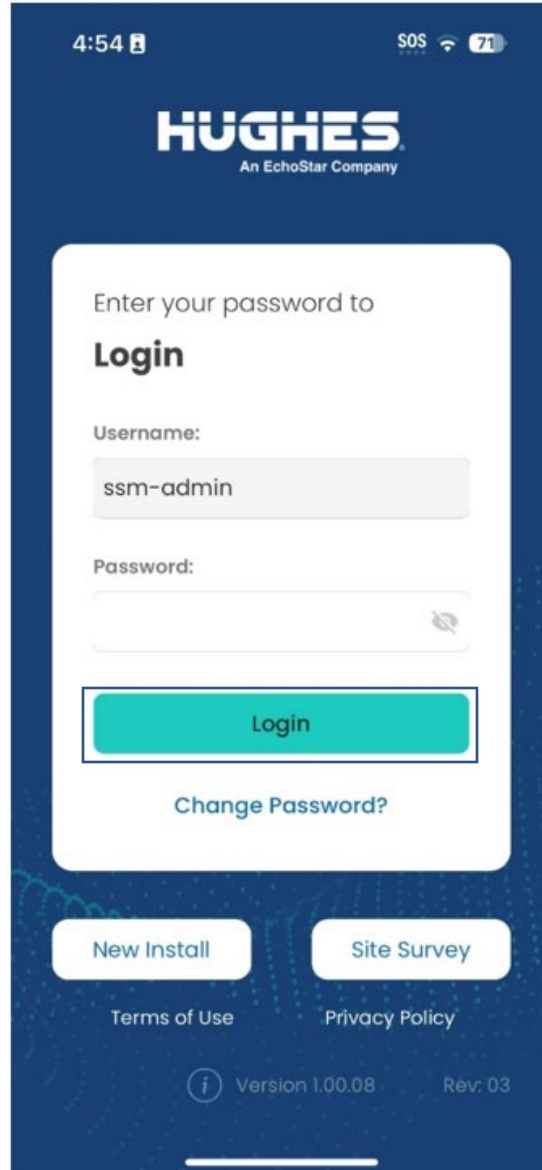 4:54 SOS 71
HUGHES.
An EchoStar Company
Enter your password to
Login
Username:
ssm-admin
Password:
Login
Change Password?
New Install Site Survey
Terms of Use Privacy Policy
i Version 1.00.08 Rev: 03